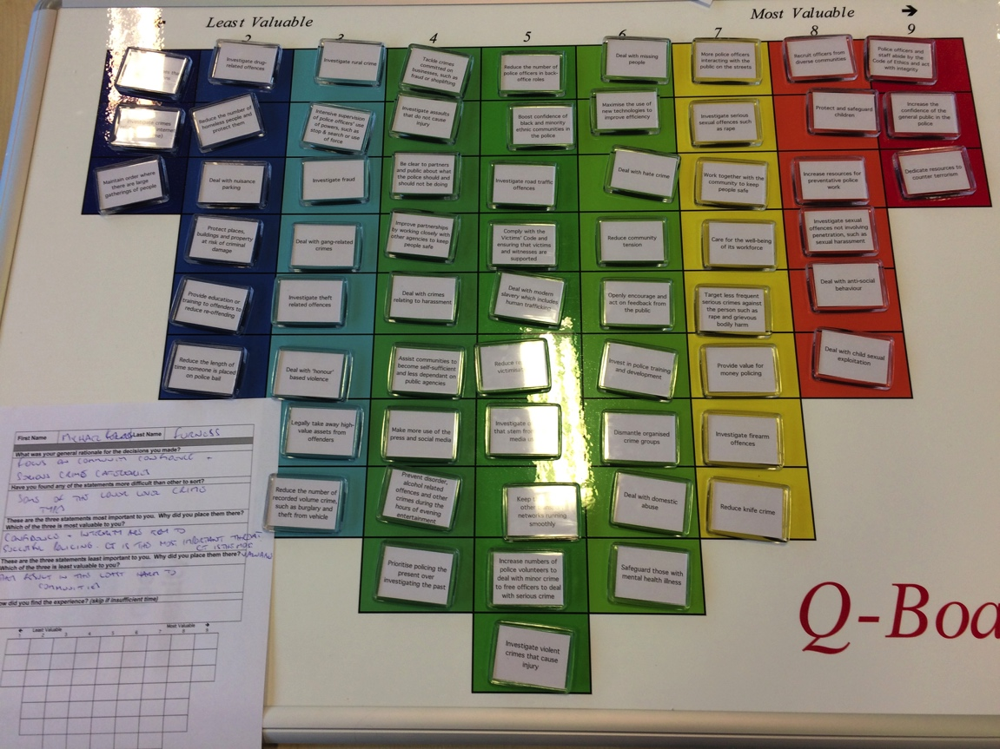 Least Valuable
Most Valuable
2 3 4 5 6 7 8 9
Investigate drug-
related offences
Investigate rural crime
Tackle crimes
committed on
businesses, such as
fraud or shoplifting
Reduce the number of
police officers in back-
office roles
Deal with missing
people
More police officers
interacting with the
public on the streets
Recruit officers from
diverse communities
Police officers and
staff abide by the
Code of Ethics and act
with integrity
crimes
Reduce the number of
homeless people and
protect them
Intensive supervision
of police officers' use
of powers, such as
stop & search or use
of force
Investigate assaults
that do not cause
injury
Boost confidence of
black and minority
ethnic communities in
the police
Maximise the use of
new technologies to
improve efficiency
Investigate serious
sexual offences such
as rape
Protect and safeguard
children
Increase the
confidence of the
general public in the
police
Maintain order where
there are large
gatherings of people
Deal with nuisance
parking
Investigate fraud
Be clear to partners
and public about what
the police should and
should not be doing
Investigate road traffic
offences
Deal with hate crime
Work together with the
community to keep
people safe
Increase resources for
preventative police
work
Dedicate resources to
counter terrorism
Protect places,
buildings and property
at risk of criminal
damage
Deal with gang-related
crimes
Improve partnerships
by working closely with
other agencies to keep
people safe
Comply with the
Victims' Code and
ensuring that victims
and witnesses are
supported
Reduce community
tension
Care for the well-being
of its workforce
Investigate sexual
offences not involving
penetration, such as
sexual harassment
Provide education or
training to offenders to
reduce re-offending
Investigate theft
related offences
Deal with crimes
relating to harassment
Deal with modern
slavery which includes
human trafficking
Openly encourage and
act on feedback from
the public
Target less frequent
serious crimes against
the person such as
rape and grievous
bodily harm
Deal with anti-social
behaviour
Reduce the length of
time someone is placed
on police bail
Deal with 'honour'
based violence
Assist communities to
become self-sufficient
and less dependant on
public agencies
Reduce
Invest in police training
and development
Provide value for
money policing
Deal with child sexual
exploitation
Legally take away high-
value assets from
offenders
Make more use of the
press and social media
Investigate
that stem from
media
Dismantle organised
crime groups
Investigate firearm
offences
Reduce the number of
recorded volume crime,
such as burglary and
theft from vehicle
Prevent disorder,
alcohol related
offences and other
crimes during the
hours of evening
entertainment
Keep
other
networks running
smoothly
Deal with domestic
abuse
Reduce knife crime
Prioritise policing the
present over
investigating the past
Increase numbers of
police volunteers to
deal with minor crime
to free officers to deal
with serious crime
Safeguard those with
mental health illness
Investigate violent
crimes that cause
injury
Q-Boa
First Name Last Name FURNESS
What was your general rationale for the decisions you made?
FOCUS ON COMMUNITY CONFIDENCE +
SERIOUS CRIME CATEGORIES
Have you found any of the statements more difficult than other to sort?
SOME OF THE LOWER LEVEL CRIME
TYPES
These are the three statements most important to you. Why did you place them there?
Which of the three is most valuable to you?
CONFIDENCE + INTEGRITY ARE KEY TO
SUCCESSFUL POLICING. CT IS THE MOST IMPORTANT THREAT.
CT IS THE MOST
These are the three statements least important to you. Why did you place them there?
Which of the three is least valuable to you?
RESULT IN THE LEAST HARM TO
COMMUNITIES
ow did you find the experience? (skip if insufficient time)
Least Valuable Most Valuable
1 2 3 4 5 6 7 8 9